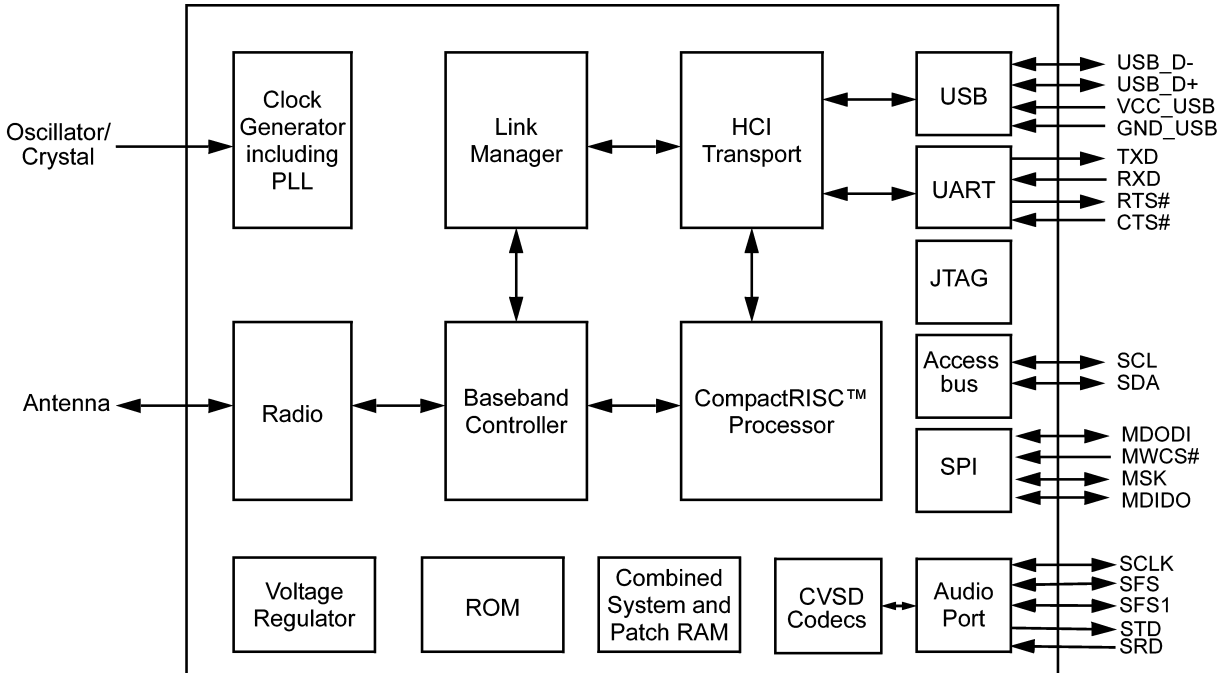 Oscillator/
Crystal
Antenna
Clock
Generator
including
PLL
Link
Manager
HCI
Transport
USB
USB_D-
USB_D+
VCC_USB
GND_USB
UART
TXD
RXD
RTS#
CTS#
JTAG
Radio
Baseband
Controller
CompactRISC™
Processor
Access
bus
SCL
SDA
SPI
MDODI
MWCS#
MSK
MDIDO
Voltage
Regulator
ROM
Combined
System and
Patch RAM
CVSD
Codecs
Audio
Port
SCLK
SFS
SFS1
STD
SRD